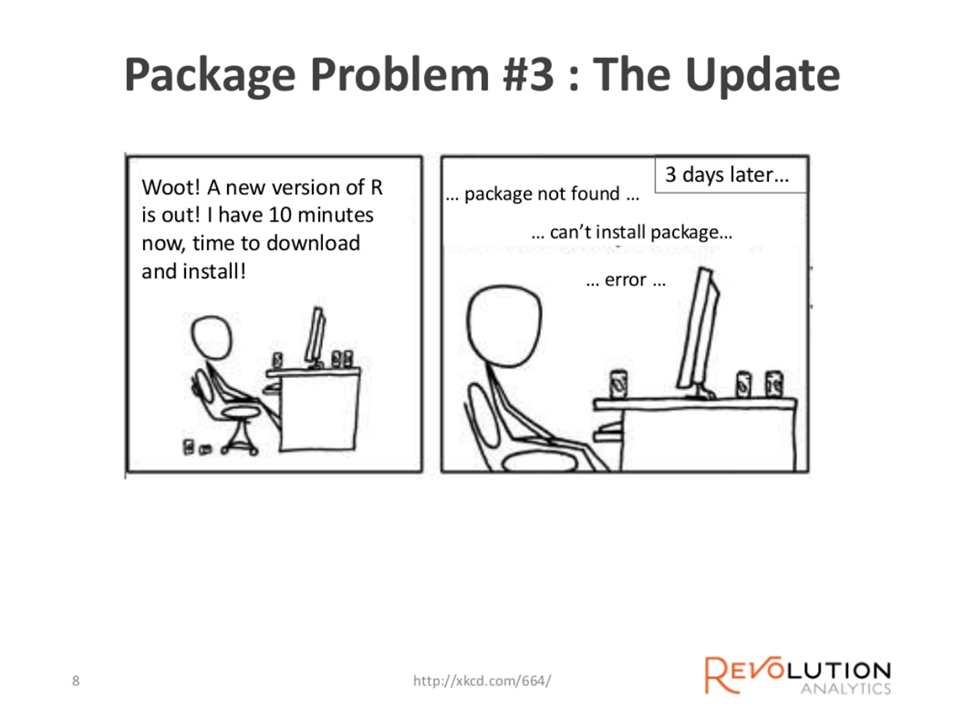 Package Problem #3 : The Update
Woot! A new version of R
is out! I have 10 minutes
now, time to download
and install!
3 days later…
… package not found …
… can’t install package…
… error …
8
http://xkcd.com/664/
REVOLUTION
ANALYTICS